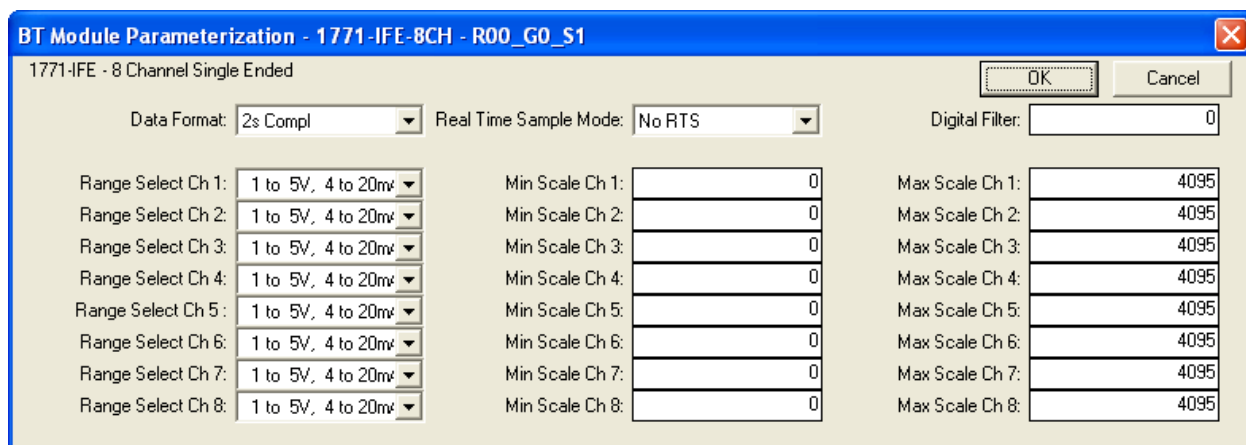 BT Module Parameterization - 1771-IFE-8CH - R00_G0_S1
1771-IFE - 8 Channel Single Ended
OK Cancel
Data Format: 2s Compl Real Time Sample Mode: No RTS Digital Filter: 0
Range Select Ch 1: 1 to 5V, 4 to 20m Min Scale Ch 1: 0 Max Scale Ch 1: 4095
Range Select Ch 2: 1 to 5V, 4 to 20m Min Scale Ch 2: 0 Max Scale Ch 2: 4095
Range Select Ch 3: 1 to 5V, 4 to 20m Min Scale Ch 3: 0 Max Scale Ch 3: 4095
Range Select Ch 4: 1 to 5V, 4 to 20m Min Scale Ch 4: 0 Max Scale Ch 4: 4095
Range Select Ch 5 : 1 to 5V, 4 to 20m Min Scale Ch 5: 0 Max Scale Ch 5: 4095
Range Select Ch 6: 1 to 5V, 4 to 20m Min Scale Ch 6: 0 Max Scale Ch 6: 4095
Range Select Ch 7: 1 to 5V, 4 to 20m Min Scale Ch 7: 0 Max Scale Ch 7: 4095
Range Select Ch 8: 1 to 5V, 4 to 20m Min Scale Ch 8: 0 Max Scale Ch 8: 4095